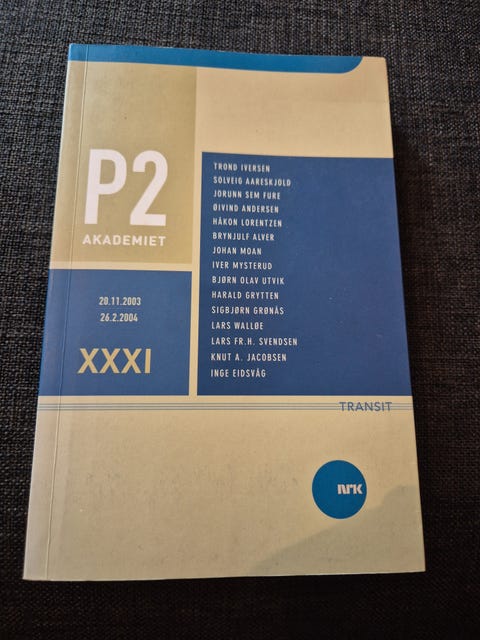 P2
AKADEMIET
20.11.2003
26.2.2004
XXXI
TROND IVERSEN
SOLVEIG AARESKJOLD
JORUNN SEM FURE
ØIVIND ANDERSEN
HÅKON LORENTZEN
BRYNJULF ALVER
JOHAN MOAN
IVER MYSTERUD
BJØRN OLAV UTVIK
HARALD GRYTTEN
SIGBJØRN GRØNÅS
LARS WALLØE
LARS FR.H. SVENDSEN
KNUT A. JACOBSEN
INGE EIDSVÅG
TRANSIT
NRK